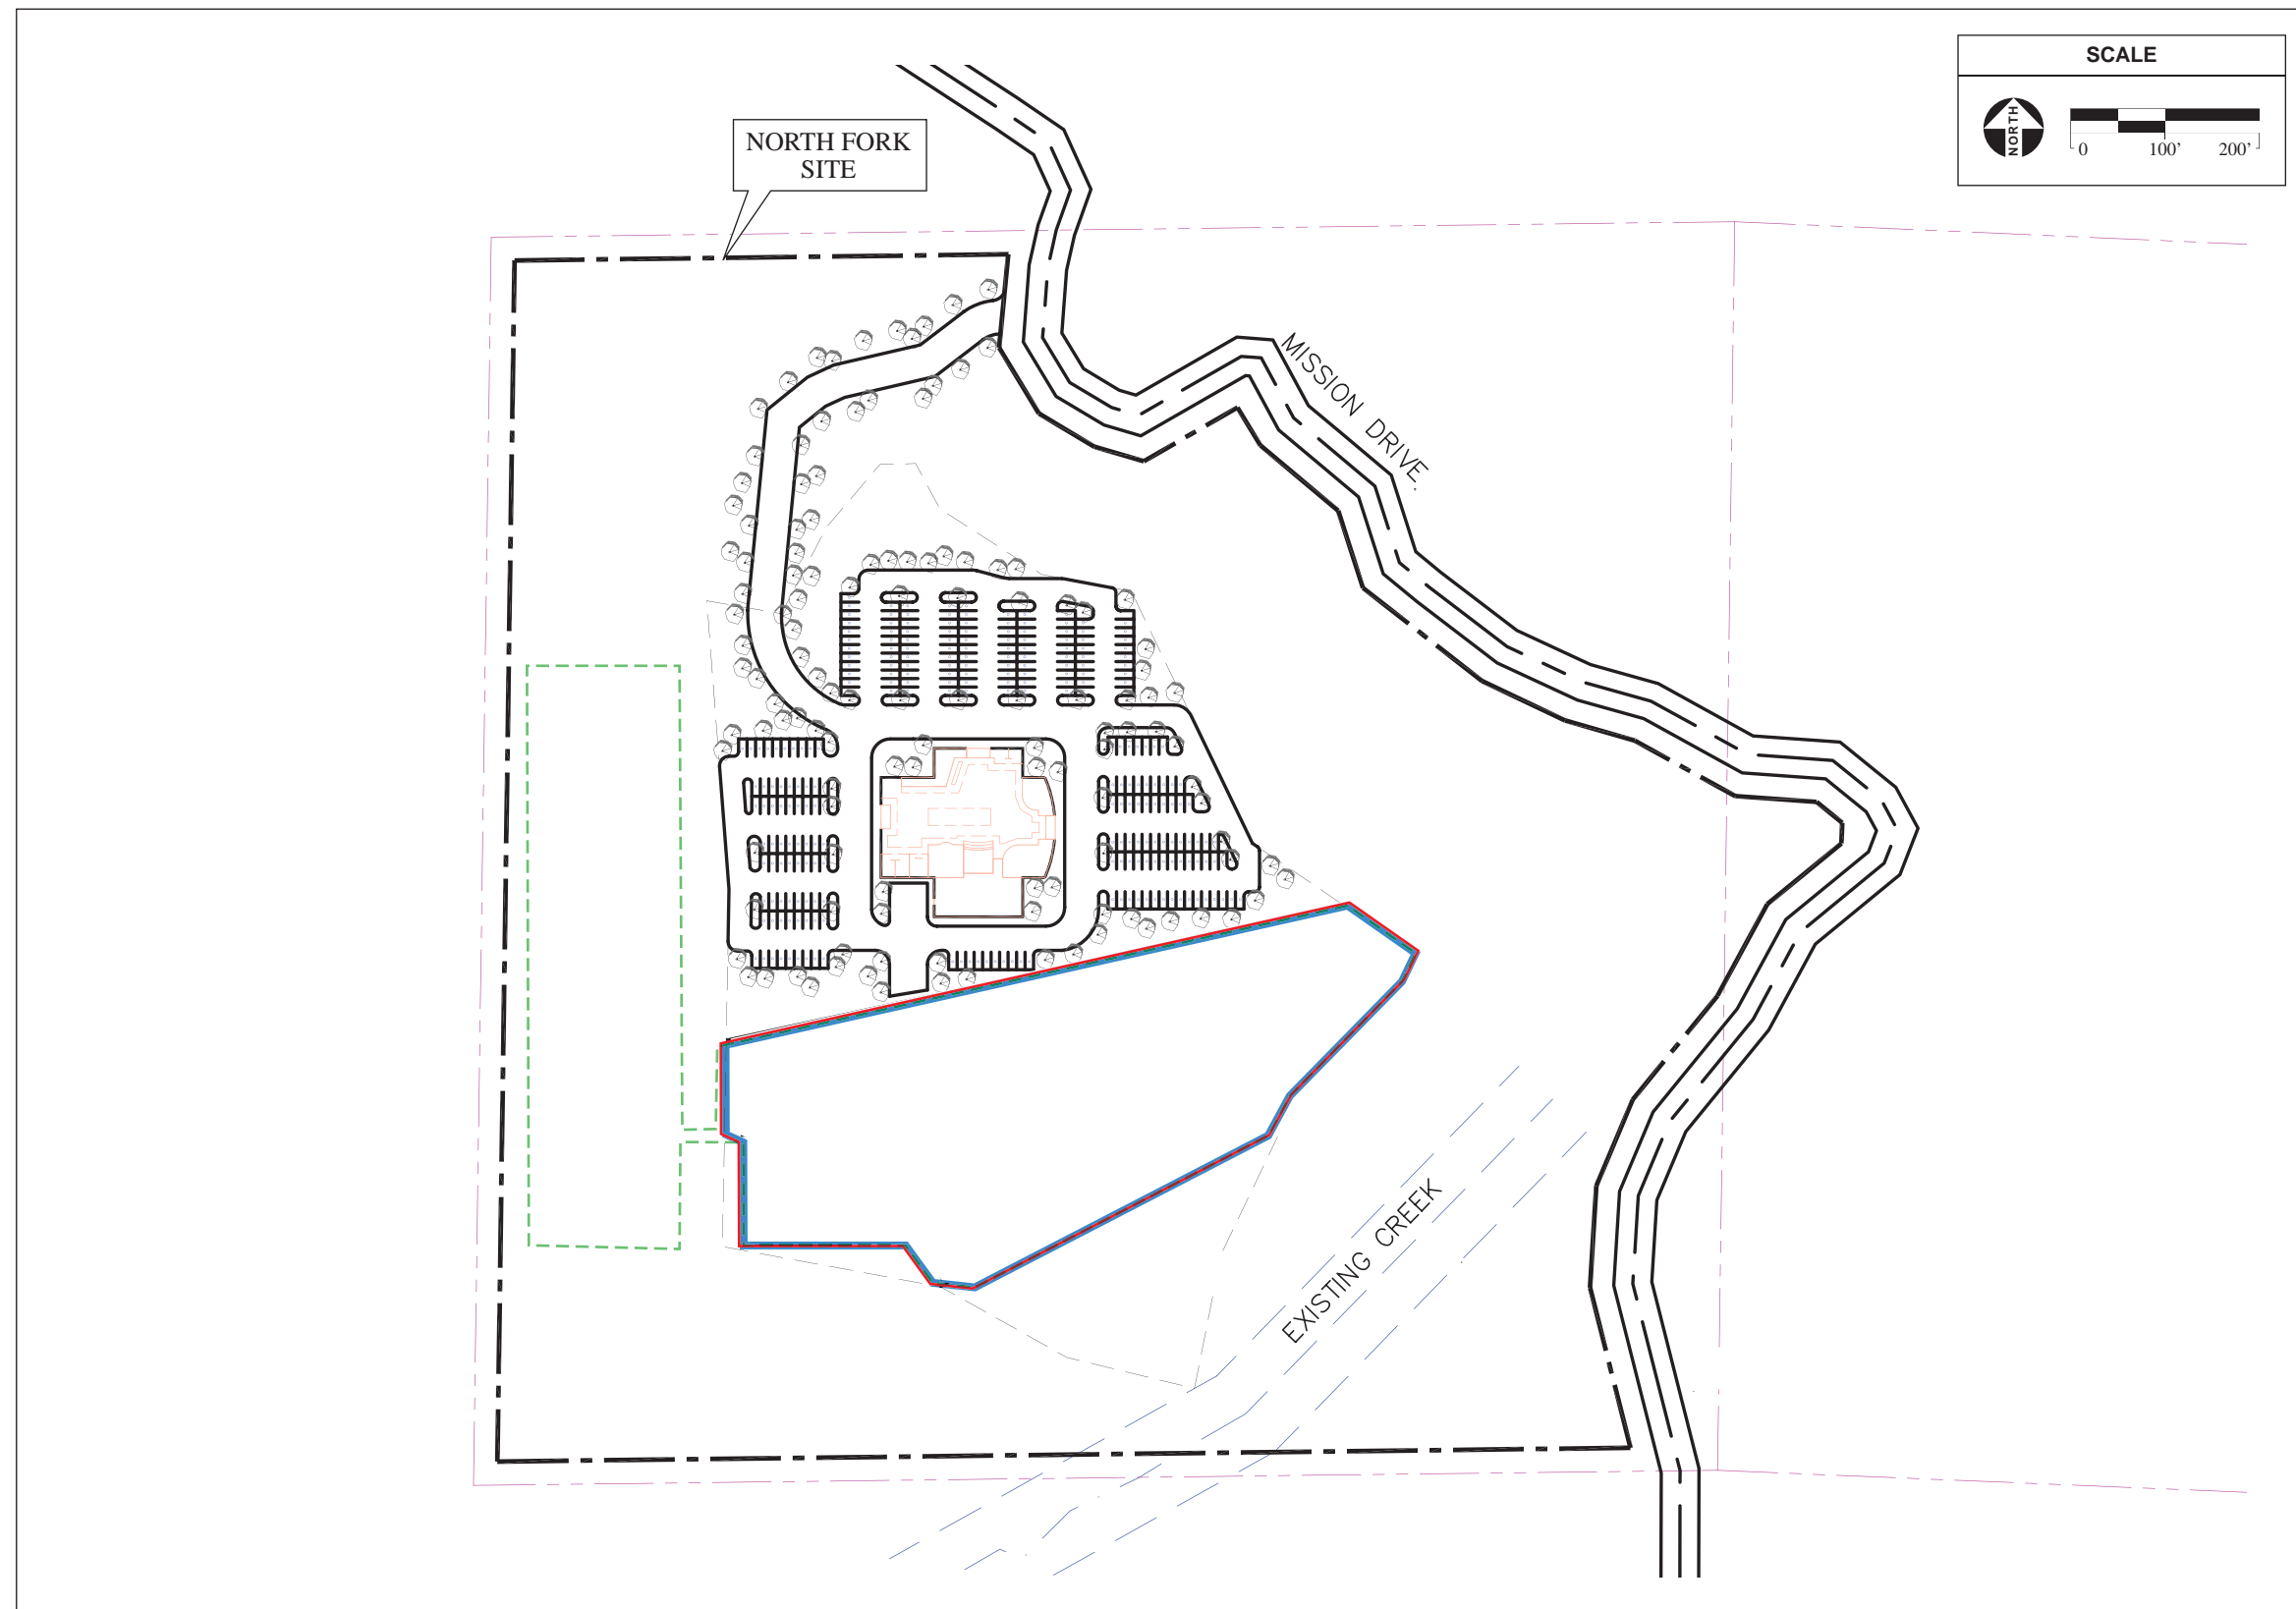 SCALE
NORTH
0 100' 200'
NORTH FORK
SITE
MISSION DRIVE.
EXISTING CREEK